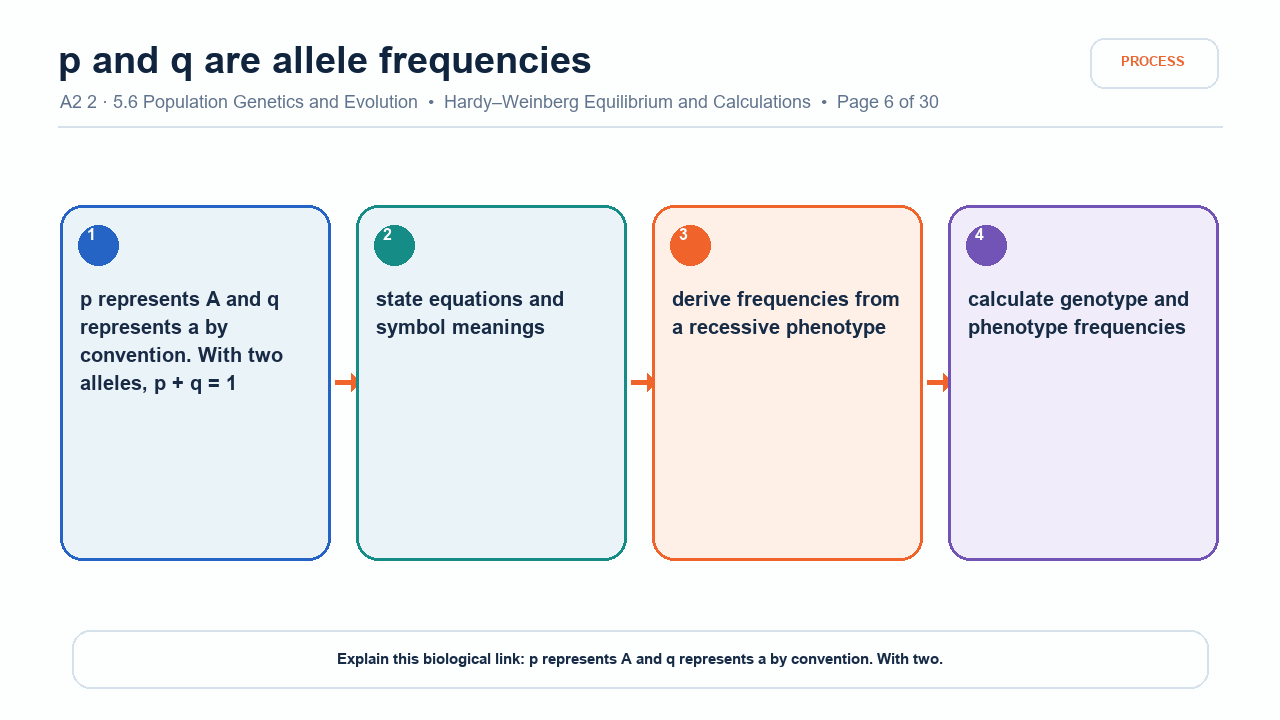 p and q are allele frequencies
PROCESS
A2 2 · 5.6 Population Genetics and Evolution • Hardy–Weinberg Equilibrium and Calculations • Page 6 of 30
1
p represents A and q
represents a by
convention. With two
alleles, p + q = 1
2
state equations and
symbol meanings
3
derive frequencies from
a recessive phenotype
4
calculate genotype and
phenotype frequencies
Explain this biological link: p represents A and q represents a by convention. With two.